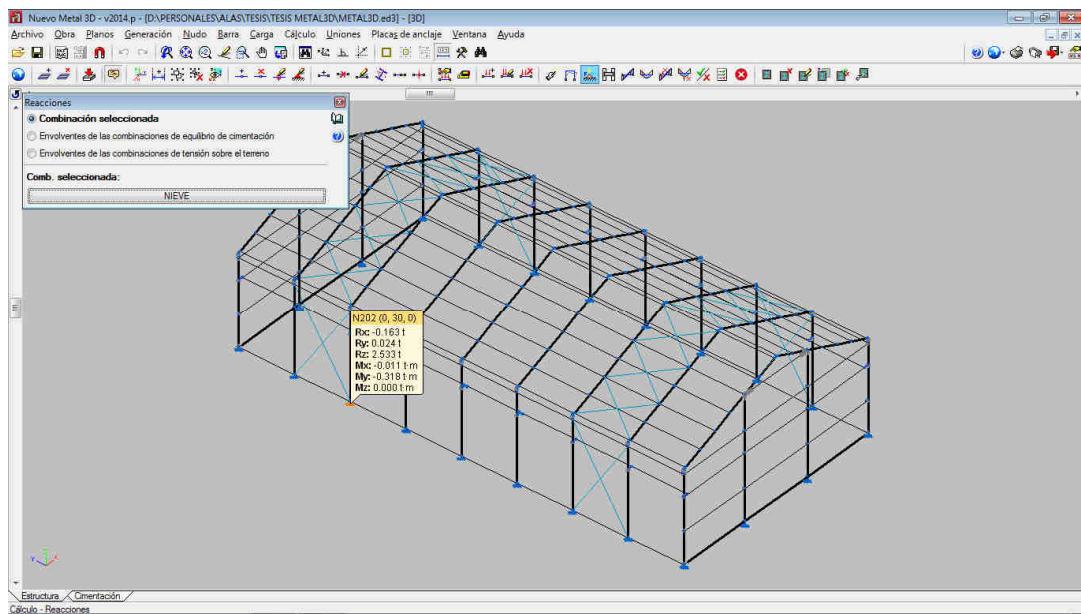 Nuevo Metal 3D - v2014.p - [D:\PERSONALES\ALAS\TESIS\TESIS METAL3D\METAL3D.ed3] - [3D]
Archivo Obra Planos Generación Nudo Barra Carga Cálculo Uniones Placas de anclaje Ventana Ayuda
Reacciones
Combinación seleccionada
Envolventes de las combinaciones de equilibrio de cimentación
Envolventes de las combinaciones de tensión sobre el terreno
Comb. seleccionada:
NIEVE
N202 (0, 30, 0)
Rx: -0.163 t
Ry: 0.024 t
Rz: 2.533 t
Mx: -0.011 t·m
My: -0.318 t·m
Mz: 0.000 t·m
Estructura Cimentación
Cálculo - Reacciones